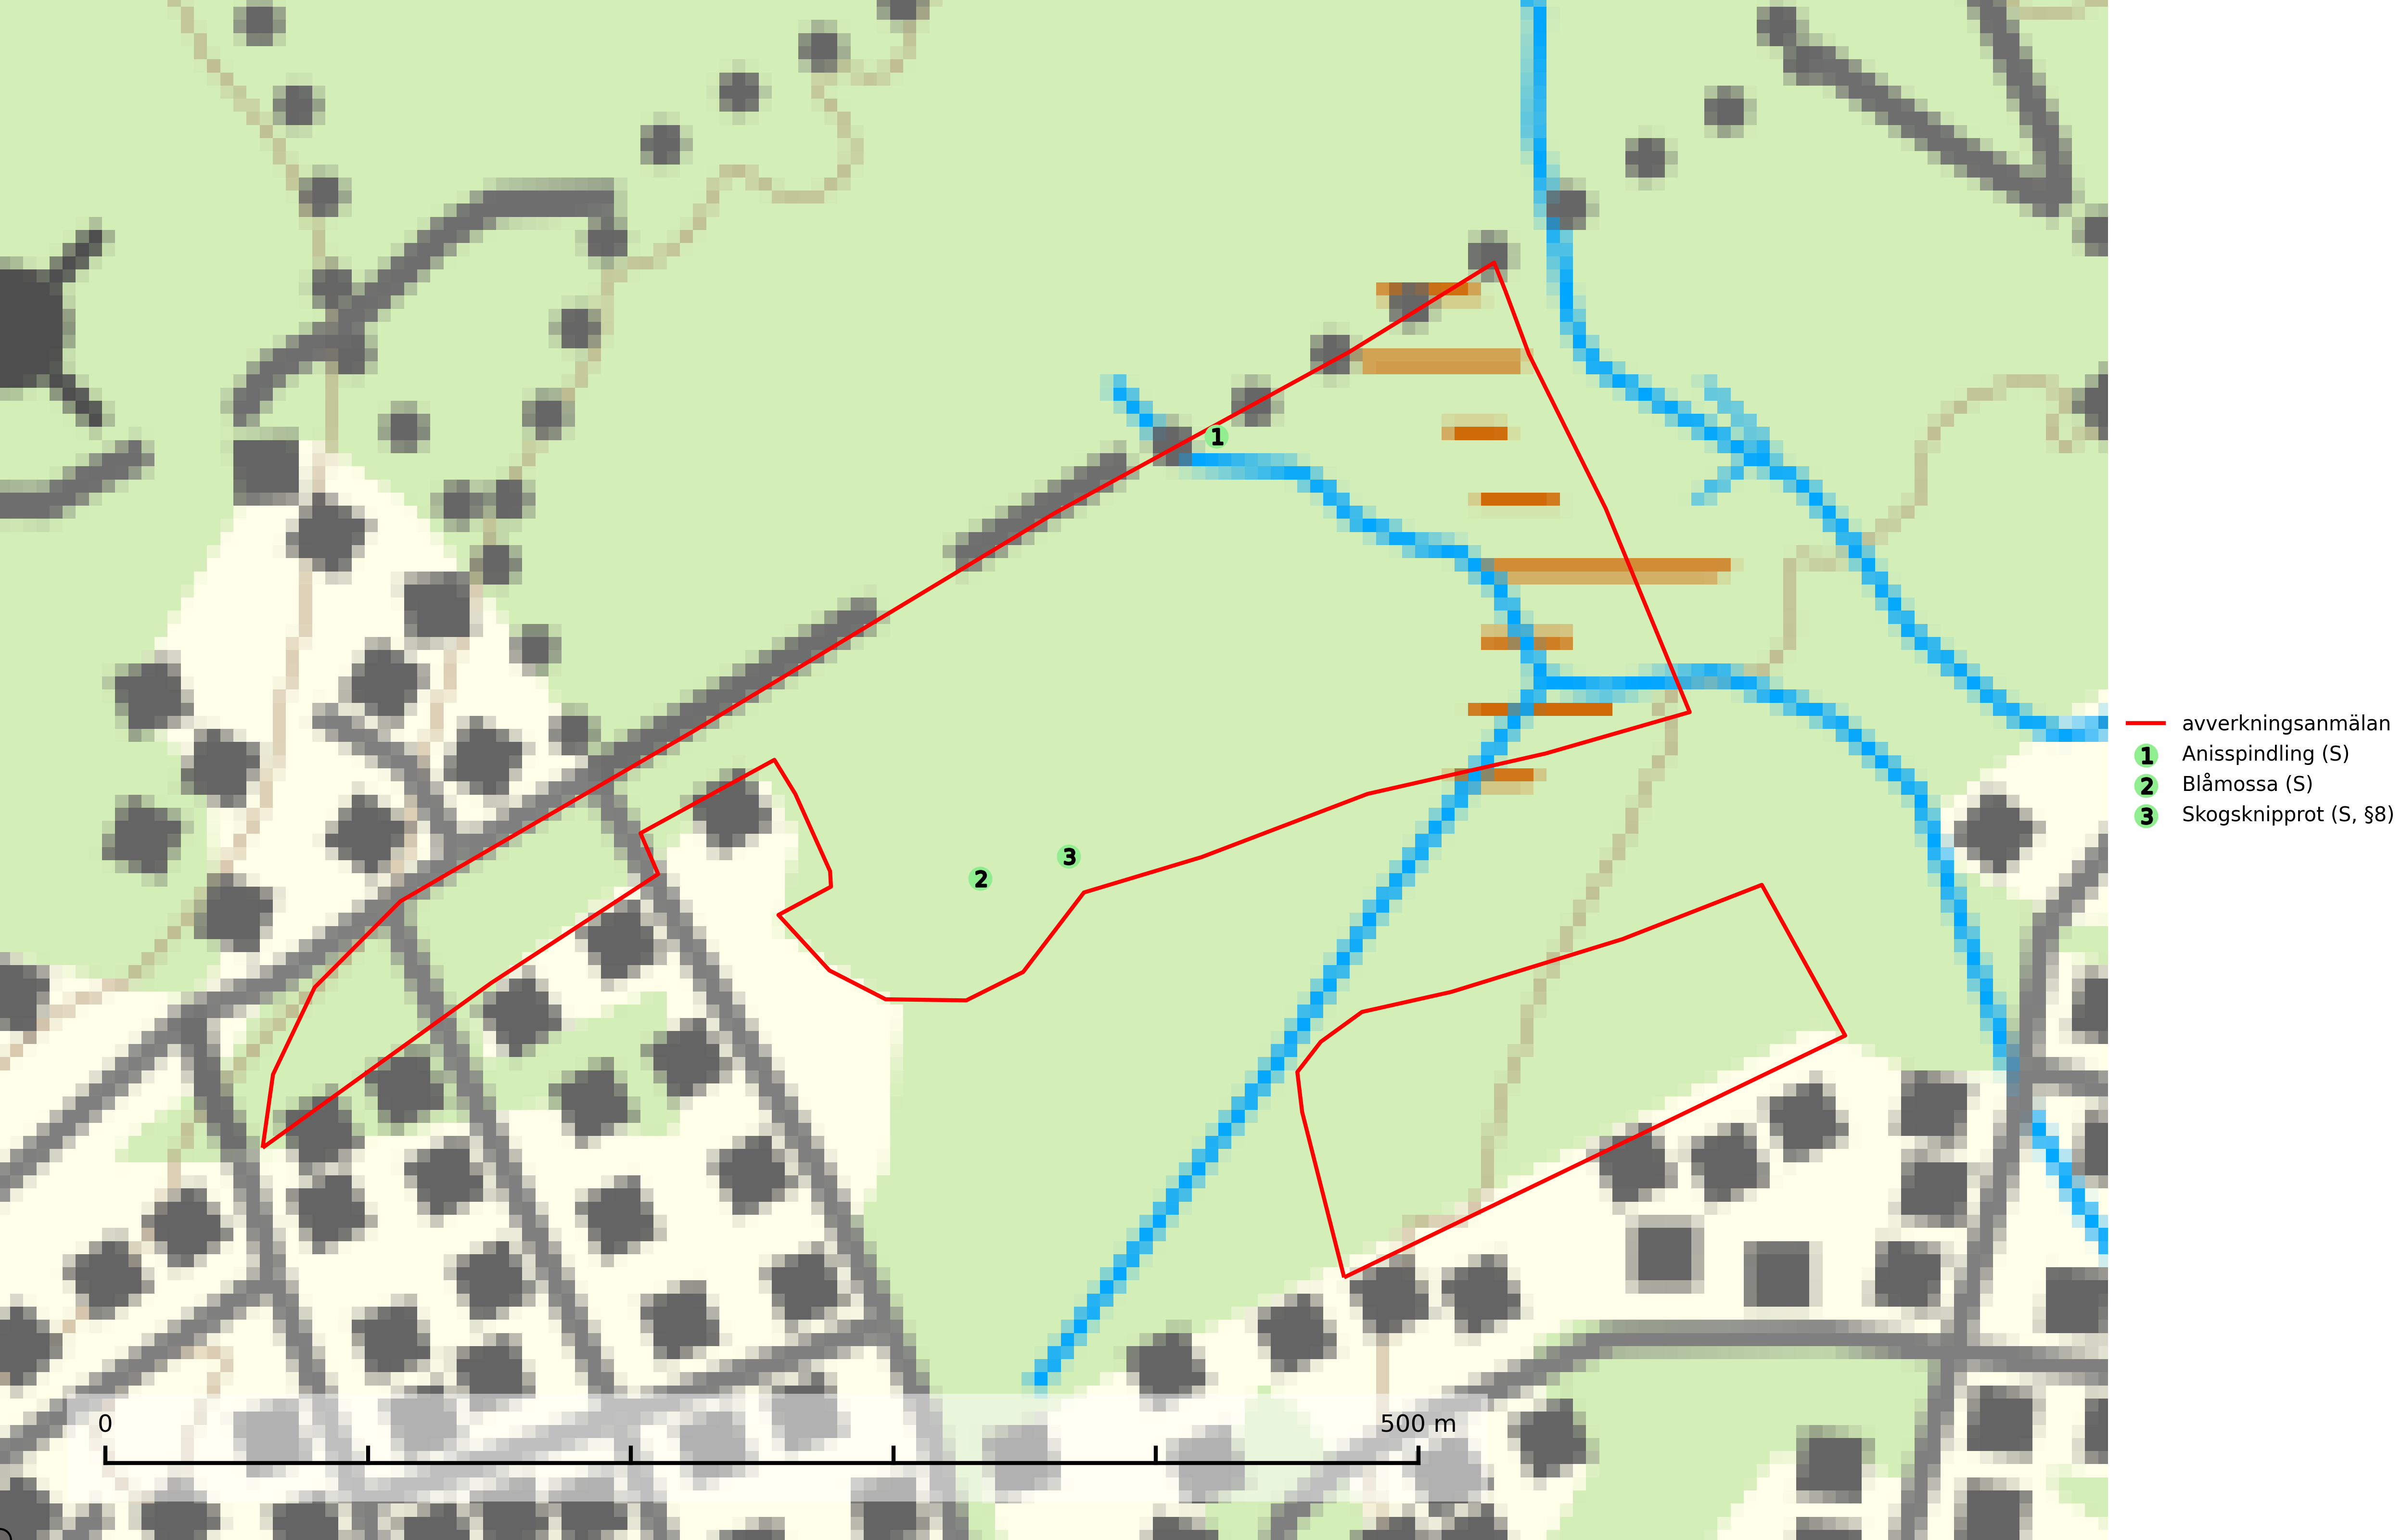 1
2
3
0
500 m
avverkningsanmälan
1 Anisspindling (S)
2 Blåmossa (S)
3 Skogsknipprot (S, §8)